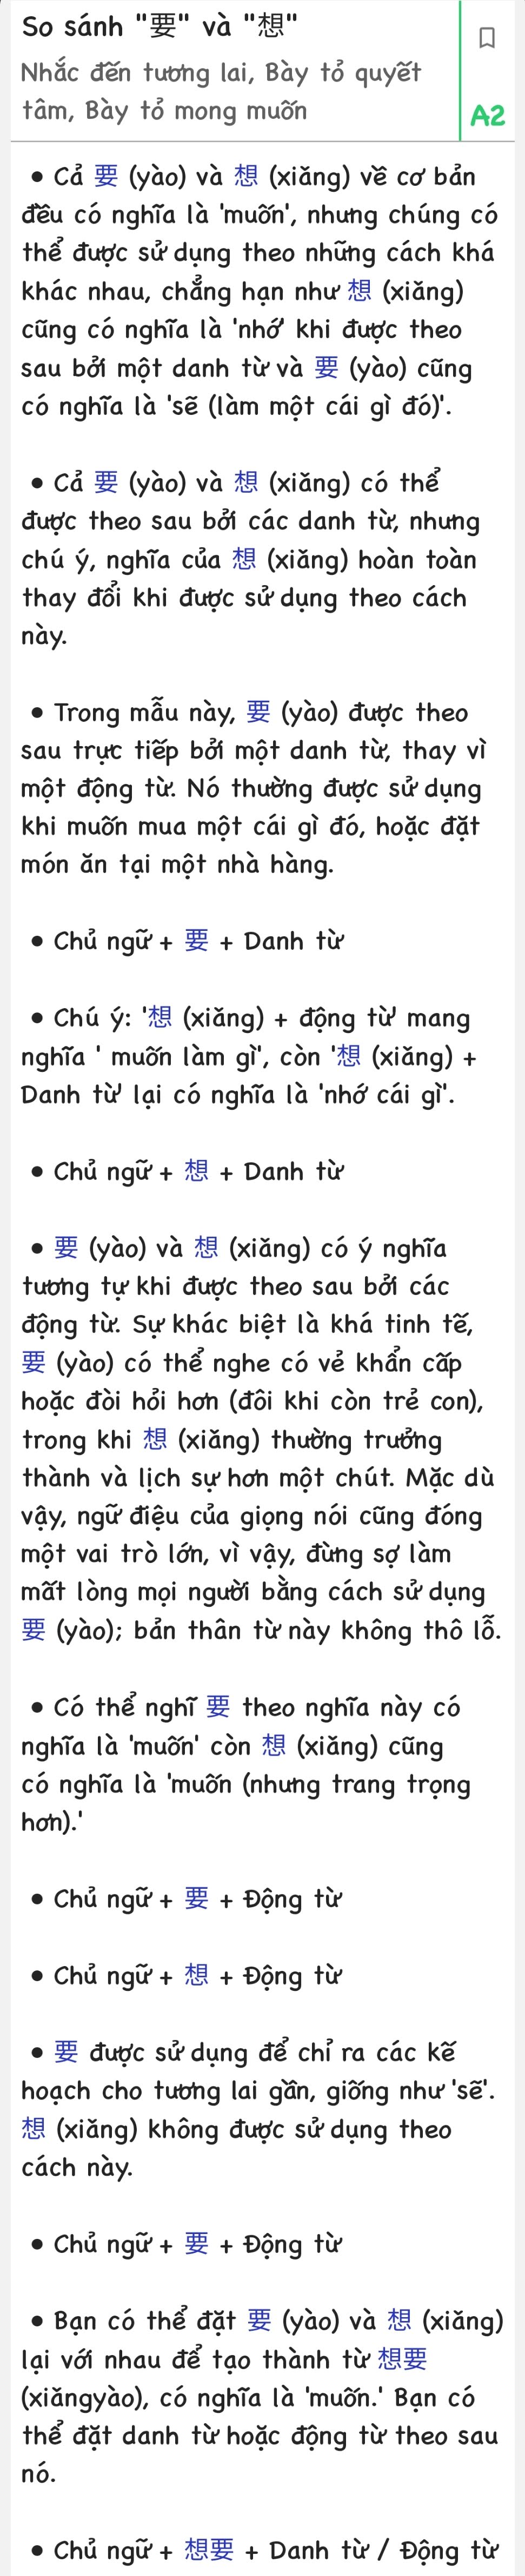 So sánh "要" và "想"
Nhắc đến tương lai, Bày tỏ quyết
tâm, Bày tỏ mong muốn
A2
• Cả 要 (yào) và 想 (xiǎng) về cơ bản
đều có nghĩa là 'muốn', nhưng chúng có
thể được sử dụng theo những cách khá
khác nhau, chẳng hạn như 想 (xiǎng)
cũng có nghĩa là 'nhớ' khi được theo
sau bởi một danh từ và 要 (yào) cũng
có nghĩa là 'sẽ (làm một cái gì đó)'.
• Cả 要 (yào) và 想 (xiǎng) có thể
được theo sau bởi các danh từ, nhưng
chú ý, nghĩa của 想 (xiǎng) hoàn toàn
thay đổi khi được sử dụng theo cách
này.
• Trong mẫu này, 要 (yào) được theo
sau trực tiếp bởi một danh từ, thay vì
một động từ. Nó thường được sử dụng
khi muốn mua một cái gì đó, hoặc đặt
món ăn tại một nhà hàng.
• Chủ ngữ + 要 + Danh từ
• Chú ý: '想 (xiǎng) + động từ' mang
nghĩa ' muốn làm gì', còn '想 (xiǎng) +
Danh từ' lại có nghĩa là 'nhớ cái gì'.
• Chủ ngữ + 想 + Danh từ
• 要 (yào) và 想 (xiǎng) có ý nghĩa
tương tự khi được theo sau bởi các
động từ. Sự khác biệt là khá tinh tế,
要 (yào) có thể nghe có vẻ khẩn cấp
hoặc đòi hỏi hơn (đôi khi còn trẻ con),
trong khi 想 (xiǎng) thường trưởng
thành và lịch sự hơn một chút. Mặc dù
vậy, ngữ điệu của giọng nói cũng đóng
một vai trò lớn, vì vậy, đừng sợ làm
mất lòng mọi người bằng cách sử dụng
要 (yào); bản thân từ này không thô lỗ.
• Có thể nghĩ 要 theo nghĩa này có
nghĩa là 'muốn' còn 想 (xiǎng) cũng
có nghĩa là 'muốn (nhưng trang trọng
hơn).'
• Chủ ngữ + 要 + Động từ
• Chủ ngữ + 想 + Động từ
• 要 được sử dụng để chỉ ra các kế
hoạch cho tương lai gần, giống như 'sẽ'.
想 (xiǎng) không được sử dụng theo
cách này.
• Chủ ngữ + 要 + Động từ
• Bạn có thể đặt 要 (yào) và 想 (xiǎng)
lại với nhau để tạo thành từ 想要
(xiǎngyào), có nghĩa là 'muốn.' Bạn có
thể đặt danh từ hoặc động từ theo sau
nó.
• Chủ ngữ + 想要 + Danh từ / Động từ